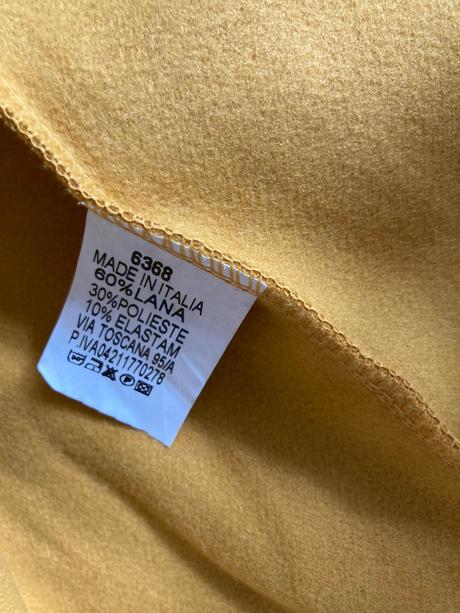 6368
MADE IN ITALIA
60% LANA
30% POLIESTE
10% ELASTAM
VIA TOSCANA 95/A
P.IVA04211770278